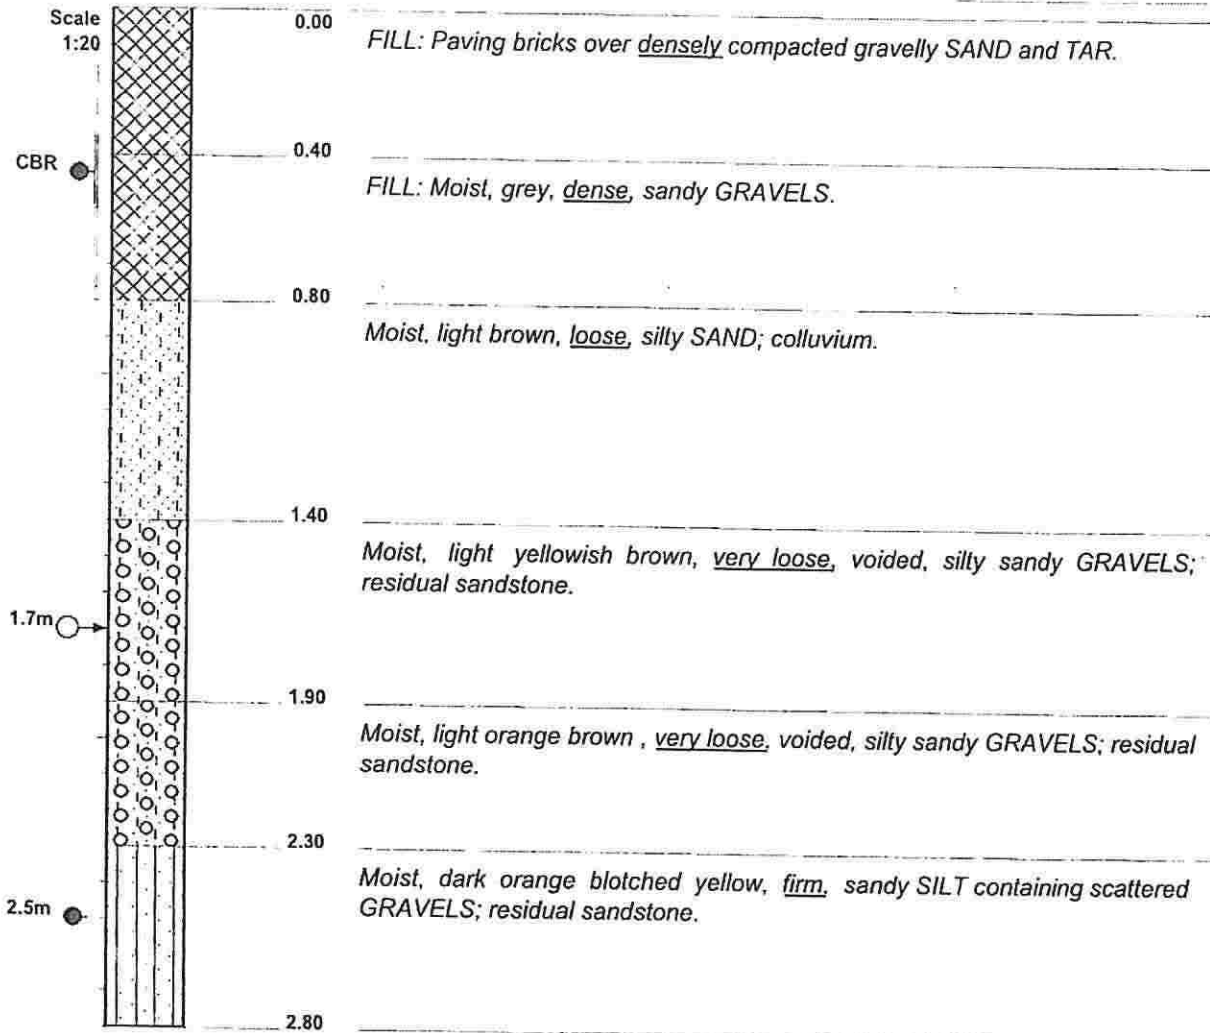 Scale
1:20
0.00
FILL: Paving bricks over densely compacted gravelly SAND and TAR.
CBR
0.40
FILL: Moist, grey, dense, sandy GRAVELS.
0.80
Moist, light brown, loose, silty SAND; colluvium.
1.40
Moist, light yellowish brown, very loose, voided, silty sandy GRAVELS;
residual sandstone.
1.7m
1.90
Moist, light orange brown , very loose, voided, silty sandy GRAVELS; residual
sandstone.
2.30
Moist, dark orange blotched yellow, firm, sandy SILT containing scattered
GRAVELS; residual sandstone.
2.5m
2.80